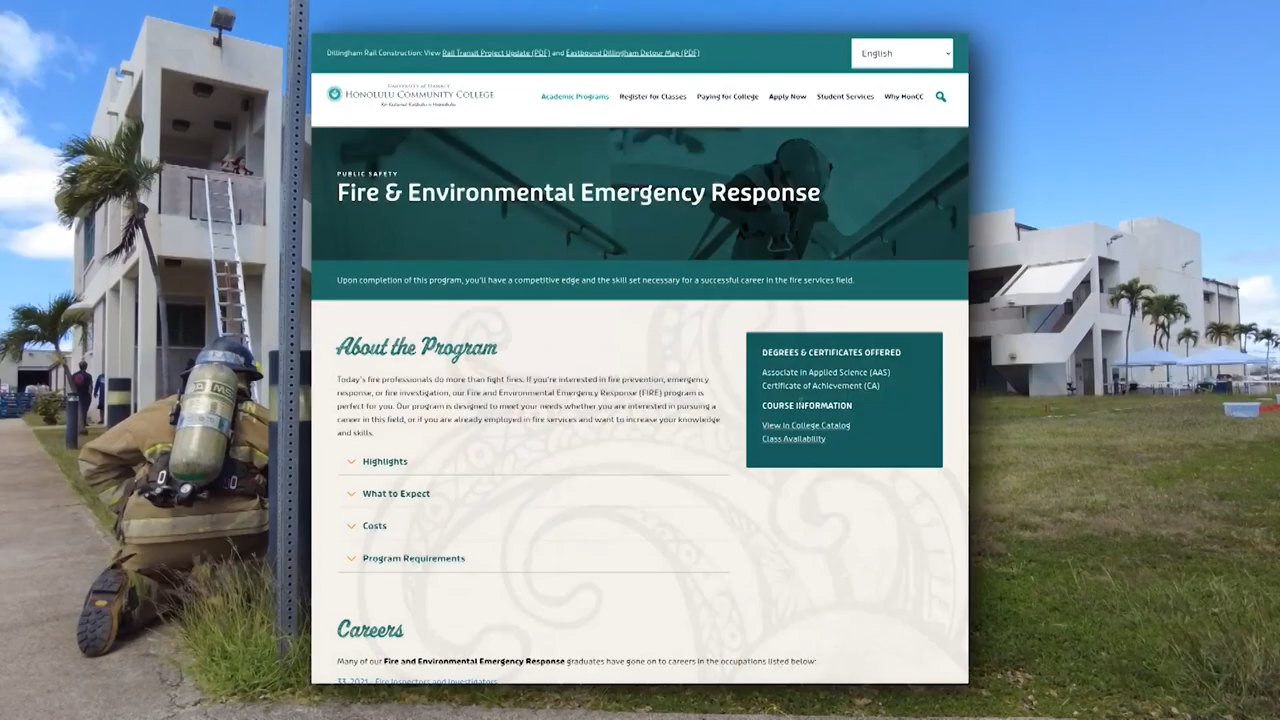 Dillingham Rail Construction: View Rail Transit Project Update (PDF) and Eastbound Dillingham Detour Map (PDF)
English
UNIVERSITY of HAWAI'I
HONOLULU COMMUNITY COLLEGE
Academic Programs Register for Classes Paying for College Apply Now Student Services Why HonCC
PUBLIC SAFETY
Fire & Environmental Emergency Response
Upon completion of this program, you'll have a competitive edge and the skill set necessary for a successful career in the fire services field.
About the Program
Today's fire professionals do more than fight fires. If you're interested in fire prevention, emergency
response, or fire investigation, our Fire and Environmental Emergency Response (FIRE) program is
perfect for you. Our program is designed to meet your needs whether you are interested in pursuing a
career in this field, or if you are already employed in fire services and want to increase your knowledge
and skills.
Highlights
What to Expect
Costs
Program Requirements
DEGREES & CERTIFICATES OFFERED
Associate in Applied Science (AAS)
Certificate of Achievement (CA)
COURSE INFORMATION
View in College Catalog
Class Availability
Careers
Many of our Fire and Environmental Emergency Response graduates have gone on to careers in the occupations listed below:
33-2021 - Fire Inspectors and Investigators